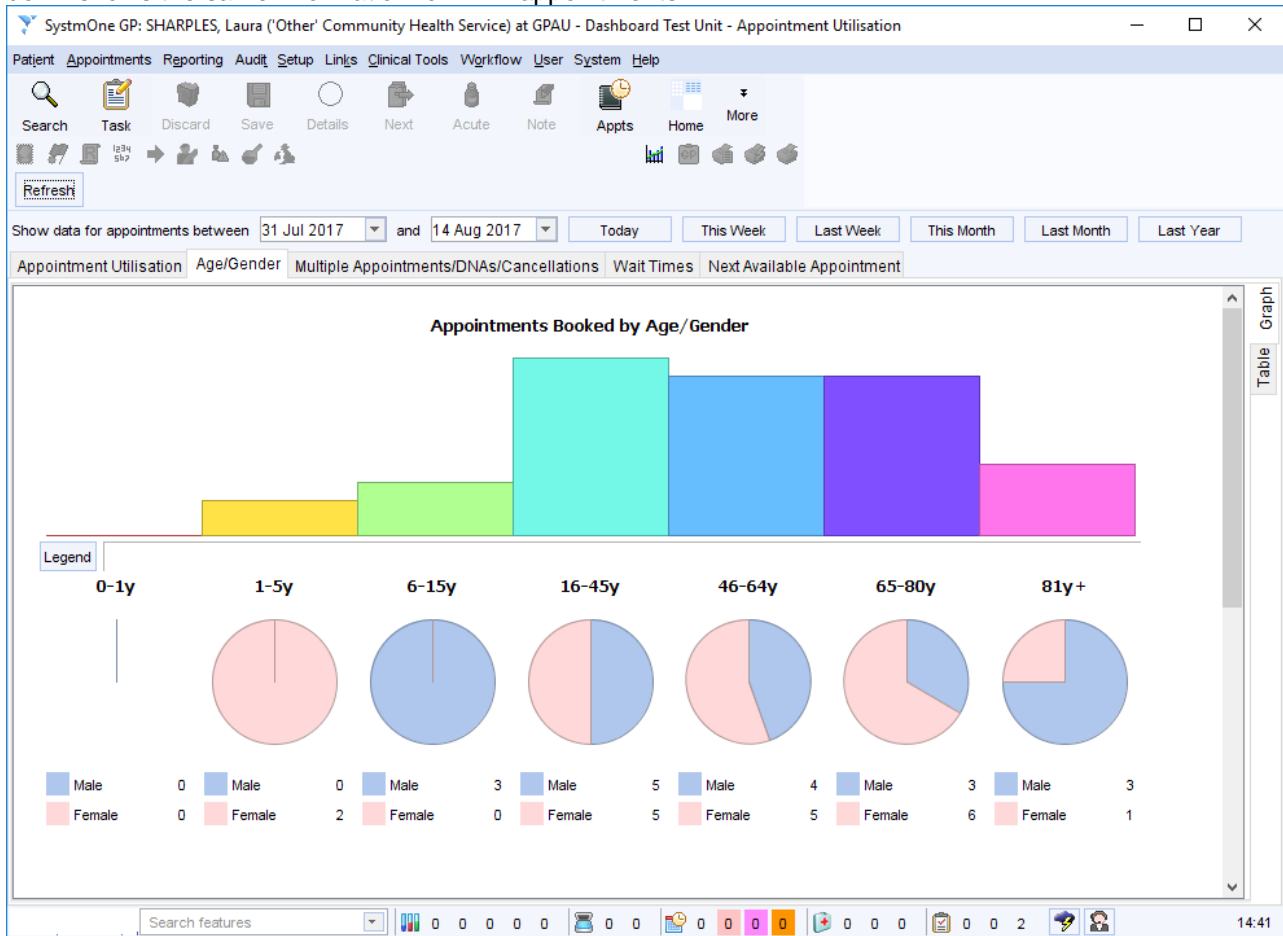 SystmOne GP: SHARPLES, Laura ('Other' Community Health Service) at GPAU - Dashboard Test Unit - Appointment Utilisation
Patient Appointments Reporting Audit Setup Links Clinical Tools Workflow User System Help
Search Task Discard Save Details Next Acute Note Appts Home More
Refresh
Show data for appointments between 31 Jul 2017 and 14 Aug 2017 Today This Week Last Week This Month Last Month Last Year
Appointment Utilisation Age/Gender Multiple Appointments/DNAs/Cancellations Wait Times Next Available Appointment
Graph
Table
Appointments Booked by Age/Gender
Legend
0-1y 1-5y 6-15y 16-45y 46-64y 65-80y 81y+
Male 0 Male 0 Male 3 Male 5 Male 4 Male 3 Male 3
Female 0 Female 2 Female 0 Female 5 Female 5 Female 6 Female 1
Search features 0 0 0 0 0 0 0 0 0 0 0 0 0 0 0 0 2 14:41